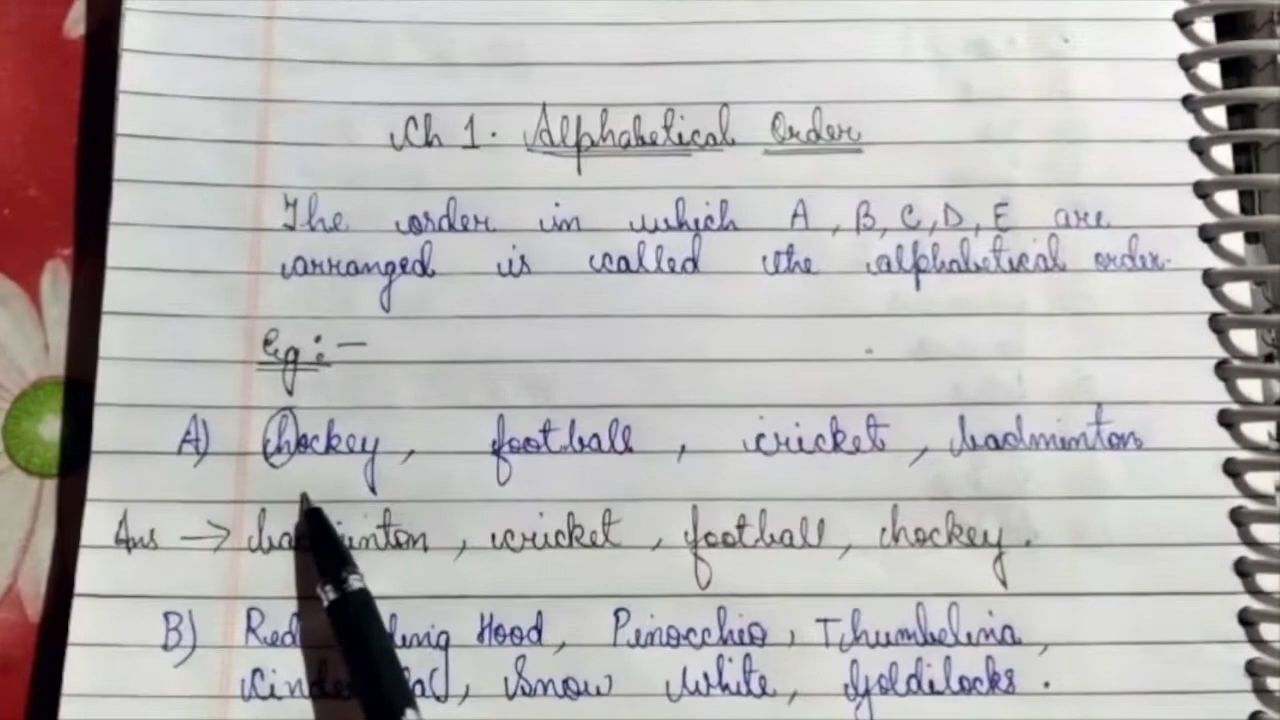 Ch 1. Alphabetical Order
The order in which A, B, C, D, E are
arranged is called the alphabetical order.
eg:-
A) hockey, football, cricket, badminton
Ans → badminton, cricket, football, hockey.
B) Red Hood, Pinocchio, Thumbelina,
Snow White, Goldilocks.